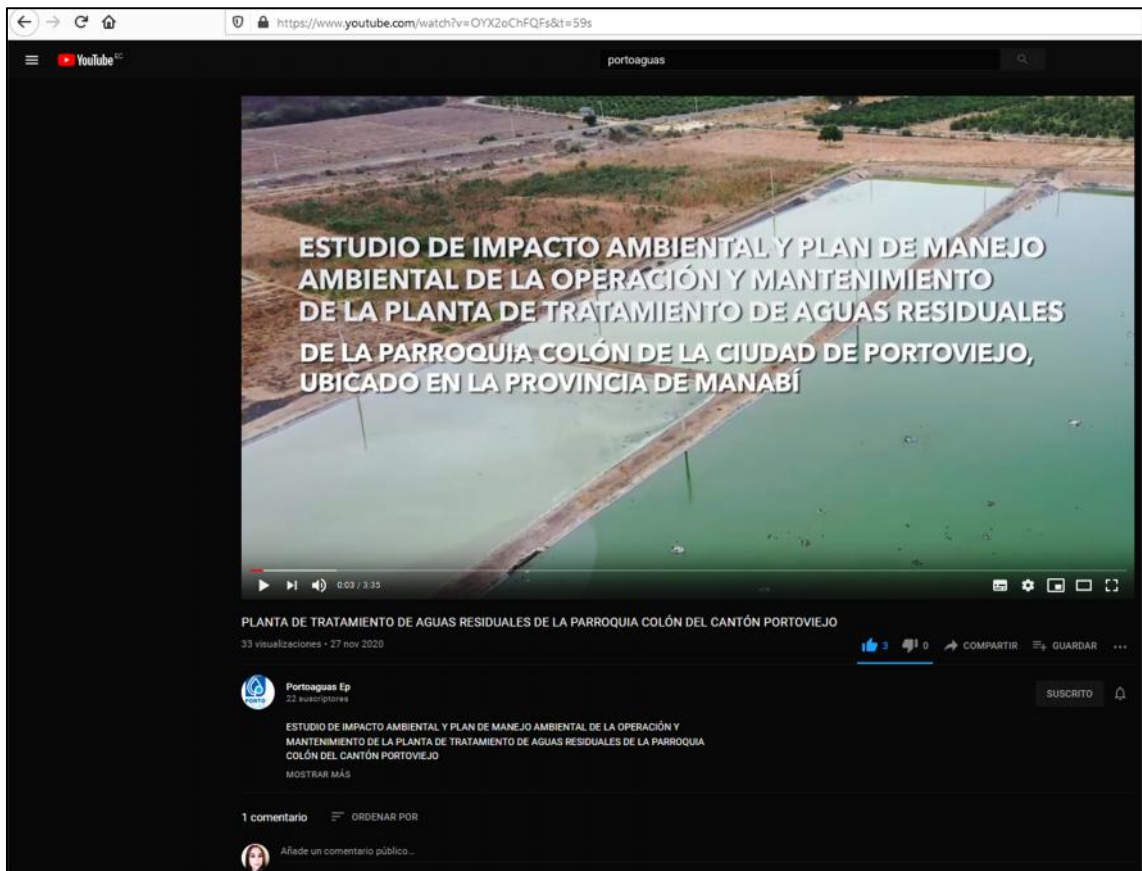 https://www.youtube.com/watch?v=OYX2oChFQFs&t=59s
YouTube EC
portoaguas
ESTUDIO DE IMPACTO AMBIENTAL Y PLAN DE MANEJO
AMBIENTAL DE LA OPERACIÓN Y MANTENIMIENTO
DE LA PLANTA DE TRATAMIENTO DE AGUAS RESIDUALES
DE LA PARROQUIA COLÓN DE LA CIUDAD DE PORTOVIEJO,
UBICADO EN LA PROVINCIA DE MANABÍ
0:03 / 3:35
PLANTA DE TRATAMIENTO DE AGUAS RESIDUALES DE LA PARROQUIA COLÓN DEL CANTÓN PORTOVIEJO
33 visualizaciones • 27 nov 2020
3 0 COMPARTIR GUARDAR
PORTO
Portoaguas Ep
22 suscriptores
SUSCRITO
ESTUDIO DE IMPACTO AMBIENTAL Y PLAN DE MANEJO AMBIENTAL DE LA OPERACIÓN Y
MANTENIMIENTO DE LA PLANTA DE TRATAMIENTO DE AGUAS RESIDUALES DE LA PARROQUIA
COLÓN DEL CANTÓN PORTOVIEJO
MOSTRAR MÁS
1 comentario ORDENAR POR
Añade un comentario público...